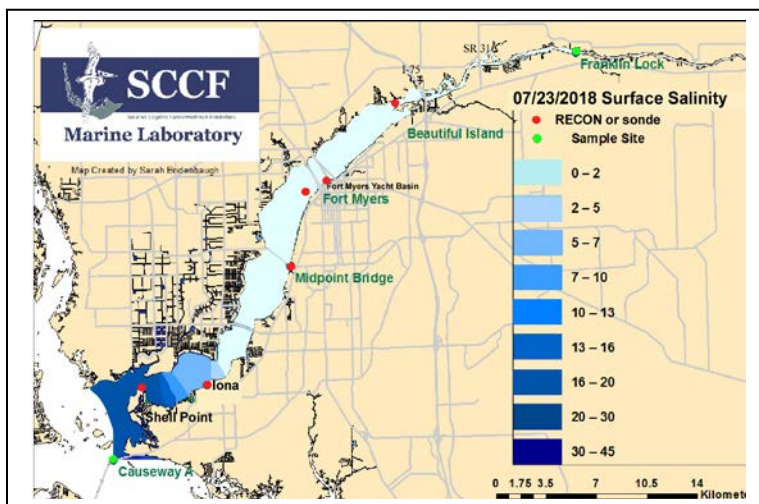 SCCF
Marine Laboratory
Map Created by Sarah Bridenbaugh
SR 31
I-75
Franklin Lock
07/23/2018 Surface Salinity
RECON or sonde
Sample Site
Beautiful Island
Fort Myers Yacht Basin
Fort Myers
Midpoint Bridge
Iona
Shell Point
Causeway A
0 – 2
2 – 5
5 – 7
7 – 10
10 – 13
13 – 16
16 – 20
20 – 30
30 – 45
0 1.75 3.5 7 10.5 14
Kilomete